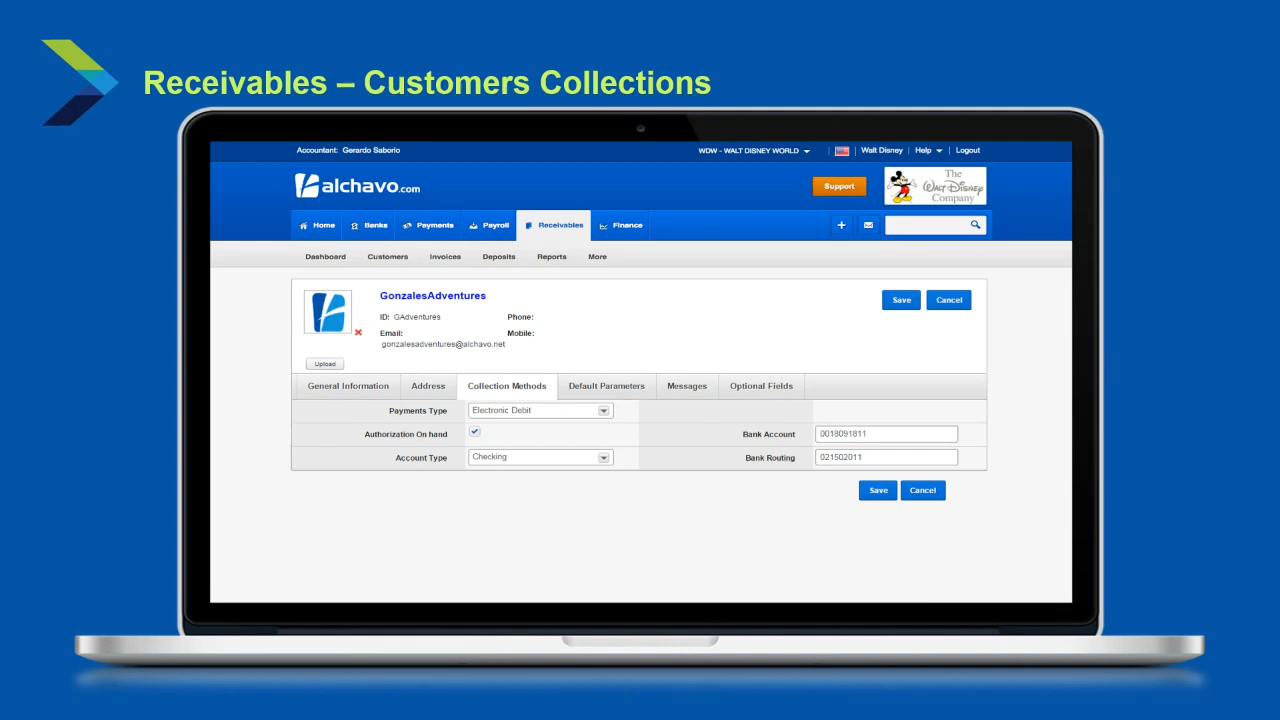 Receivables – Customers Collections
Accountant: Gerardo Saborio
WDW - WALT DISNEY WORLD
Walt Disney | Help | Logout
alchavo.com
Support
The
Walt Disney
Company
Home
Banks
Payments
Payroll
Receivables
Finance
Dashboard
Customers
Invoices
Deposits
Reports
More
GonzalesAdventures
Save
Cancel
ID: GAdventures
Phone:
Email:
Mobile:
gonzalesadventures@alchavo.net
Upload
General Information
Address
Collection Methods
Default Parameters
Messages
Optional Fields
Payments Type
Electronic Debit
Authorization On hand
Bank Account
0018091811
Account Type
Checking
Bank Routing
021502011
Save
Cancel